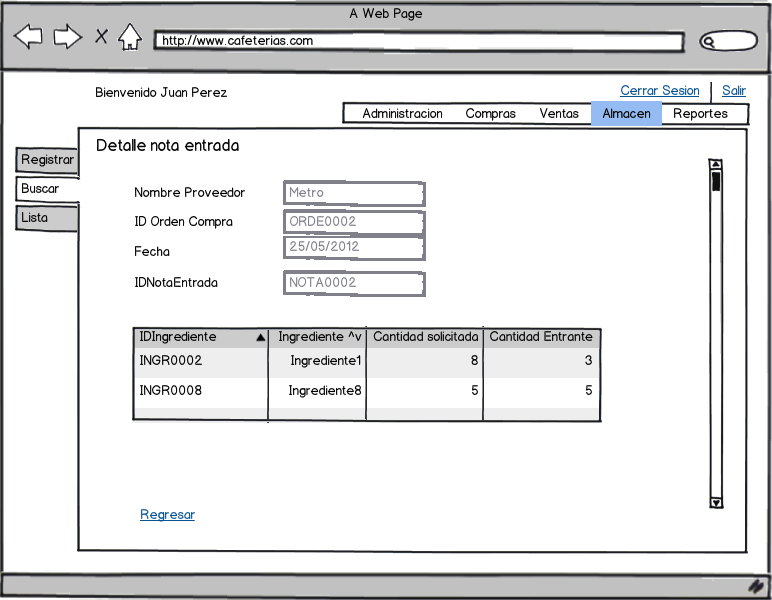 A Web Page
http://www.cafeterias.com
Bienvenido Juan Perez
Cerrar Sesion
Salir
Administracion Compras Ventas Almacen Reportes
Detalle nota entrada
Registrar
Buscar
Lista
Nombre Proveedor Metro
ID Orden Compra ORDE0002
Fecha 25/05/2012
IDNotaEntrada NOTA0002
IDIngrediente Ingrediente ^v Cantidad solicitada Cantidad Entrante
INGR0002 Ingrediente1 8 3
INGR0008 Ingrediente8 5 5
Regresar